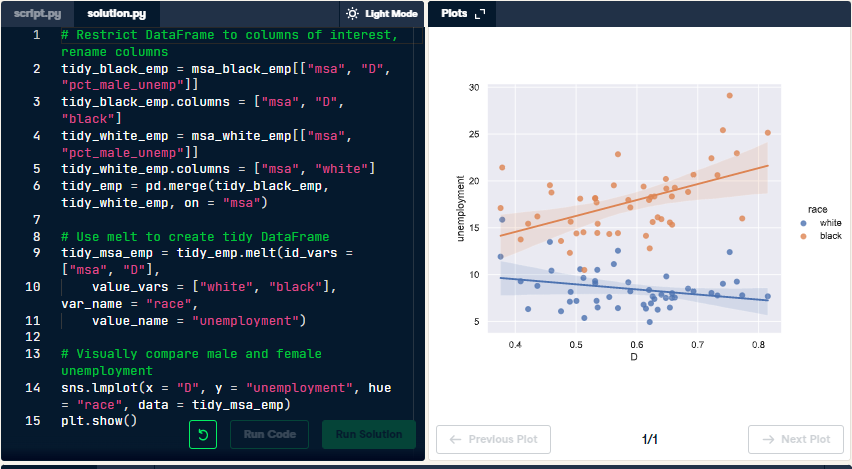 script.py
solution.py
Light Mode
1 # Restrict DataFrame to columns of interest,
rename columns
2 tidy_black_emp = msa_black_emp[["msa", "D",
"pct_male_unemp"]]
3 tidy_black_emp.columns = ["msa", "D",
"black"]
4 tidy_white_emp = msa_white_emp[["msa",
"pct_male_unemp"]]
5 tidy_white_emp.columns = ["msa", "white"]
6 tidy_emp = pd.merge(tidy_black_emp,
tidy_white_emp, on = "msa")
7
8 # Use melt to create tidy DataFrame
9 tidy_msa_emp = tidy_emp.melt(id_vars =
["msa", "D"],
10 value_vars = ["white", "black"],
var_name = "race",
11 value_name = "unemployment")
12
13 # Visually compare male and female
unemployment
14 sns.lmplot(x = "D", y = "unemployment", hue
= "race", data = tidy_msa_emp)
15 plt.show()
Run Code
Run Solution
Plots
30
25
20
15
10
5
unemployment
0.4 0.5 0.6 0.7 0.8
D
race
white
black
Previous Plot
1/1
Next Plot